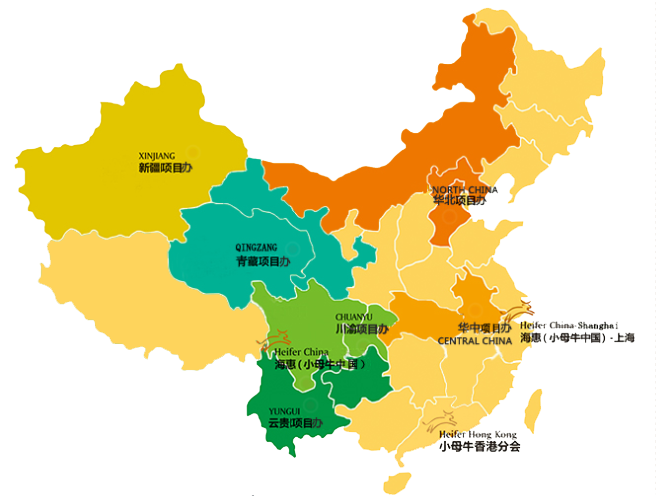 XINJIANG
新疆项目办
NORTH CHINA
华北项目办
QINGZANG
青藏项目办
CHUANYU
川渝项目办
华中项目办
CENTRAL CHINA
Heifer China-Shanghai
海惠（小母牛中国）·上海
Heifer China
海惠（小母牛中国）
YUNGUI
云贵项目办
Heifer Hong Kong
小母牛香港分会